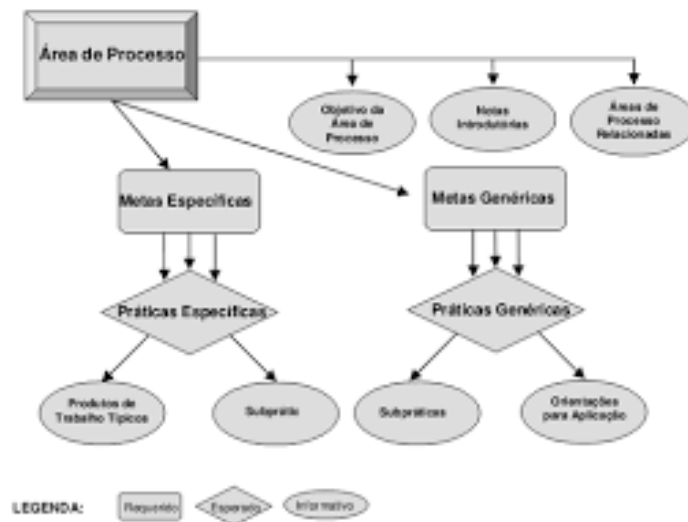 Área de Processo
Objetivo da
Área de
Processo
Notas
Introdutórias
Áreas de
Processo
Relacionadas
Metas Específicas
Metas Genéricas
Práticas Específicas
Práticas Genéricas
Produtos de
Trabalho Típicos
Subprátic
Subpráticas
Orientações
para Aplicação
LEGENDA:
Requerido
Esperado
Informativo